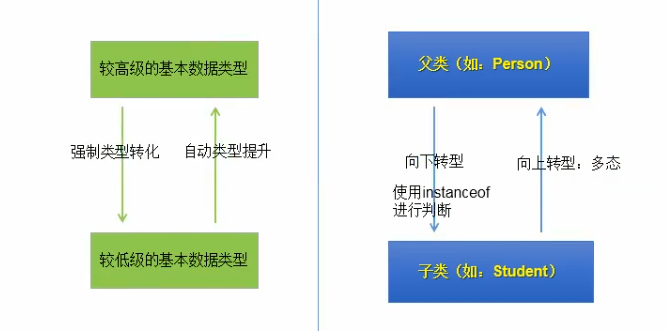 较高级的基本数据类型
强制类型转化
自动类型提升
较低级的基本数据类型
父类（如：Person）
向下转型
使用instanceof
进行判断
向上转型：多态
子类（如：Student）